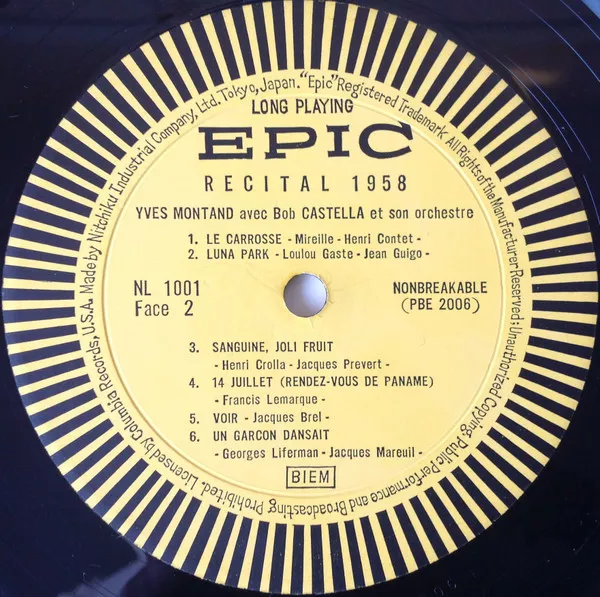 Licensed by Columbia Records, U.S.A. Made by Nitchiku Industrial Company, Ltd. Tokyo, Japan. "Epic" Registered Trademark. All Rights of the Manufacturer Reserved: Unauthorized Copying, Public Performance and Broadcasting Prohibited.
LONG PLAYING
EPIC
RECITAL 1958
YVES MONTAND avec Bob CASTELLA et son orchestre
1. LE CARROSSE - Mireille - Henri Contet -
2. LUNA PARK - Loulou Gaste - Jean Guigo -
NL 1001
Face 2
NONBREAKABLE
(PBE 2006)
3. SANGUINE, JOLI FRUIT
- Henri Crolla - Jacques Prevert -
4. 14 JUILLET (RENDEZ-VOUS DE PANAME)
- Francis Lemarque -
5. VOIR - Jacques Brel -
6. UN GARCON DANSAIT
- Georges Liferman - Jacques Mareuil -
BIEM